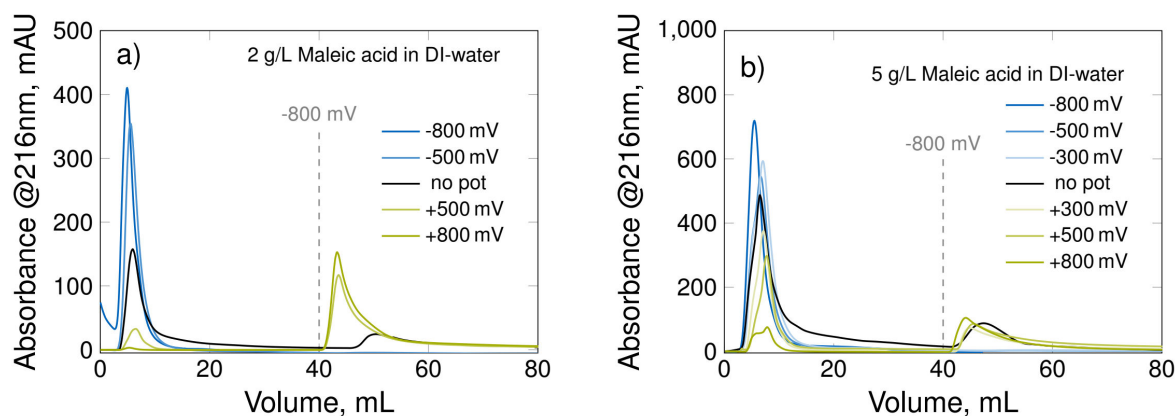 a)
2 g/L Maleic acid in DI-water
Absorbance @216nm, mAU
500
400
300
200
100
0
-800 mV
-800 mV
-500 mV
no pot
+500 mV
+800 mV
0
20
40
60
80
Volume, mL
b)
5 g/L Maleic acid in DI-water
Absorbance @216nm, mAU
1,000
800
600
400
200
0
-800 mV
-800 mV
-500 mV
-300 mV
no pot
+300 mV
+500 mV
+800 mV
0
20
40
60
80
Volume, mL